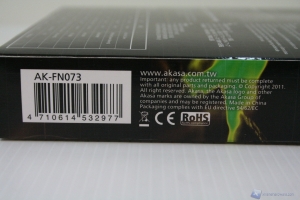 AK-FN073
4 710614 532977
www.akasa.com.tw
Important: any product returned must be complete
with all original parts and packaging. © Copyright 2011.
All rights reserved. Akasa, the Akasa logo and other
Akasa marks are owned by the Akasa Group of
companies and may be registered. Made in China
Packaging complies with EU directive 94/62/EC
CE
RoHS